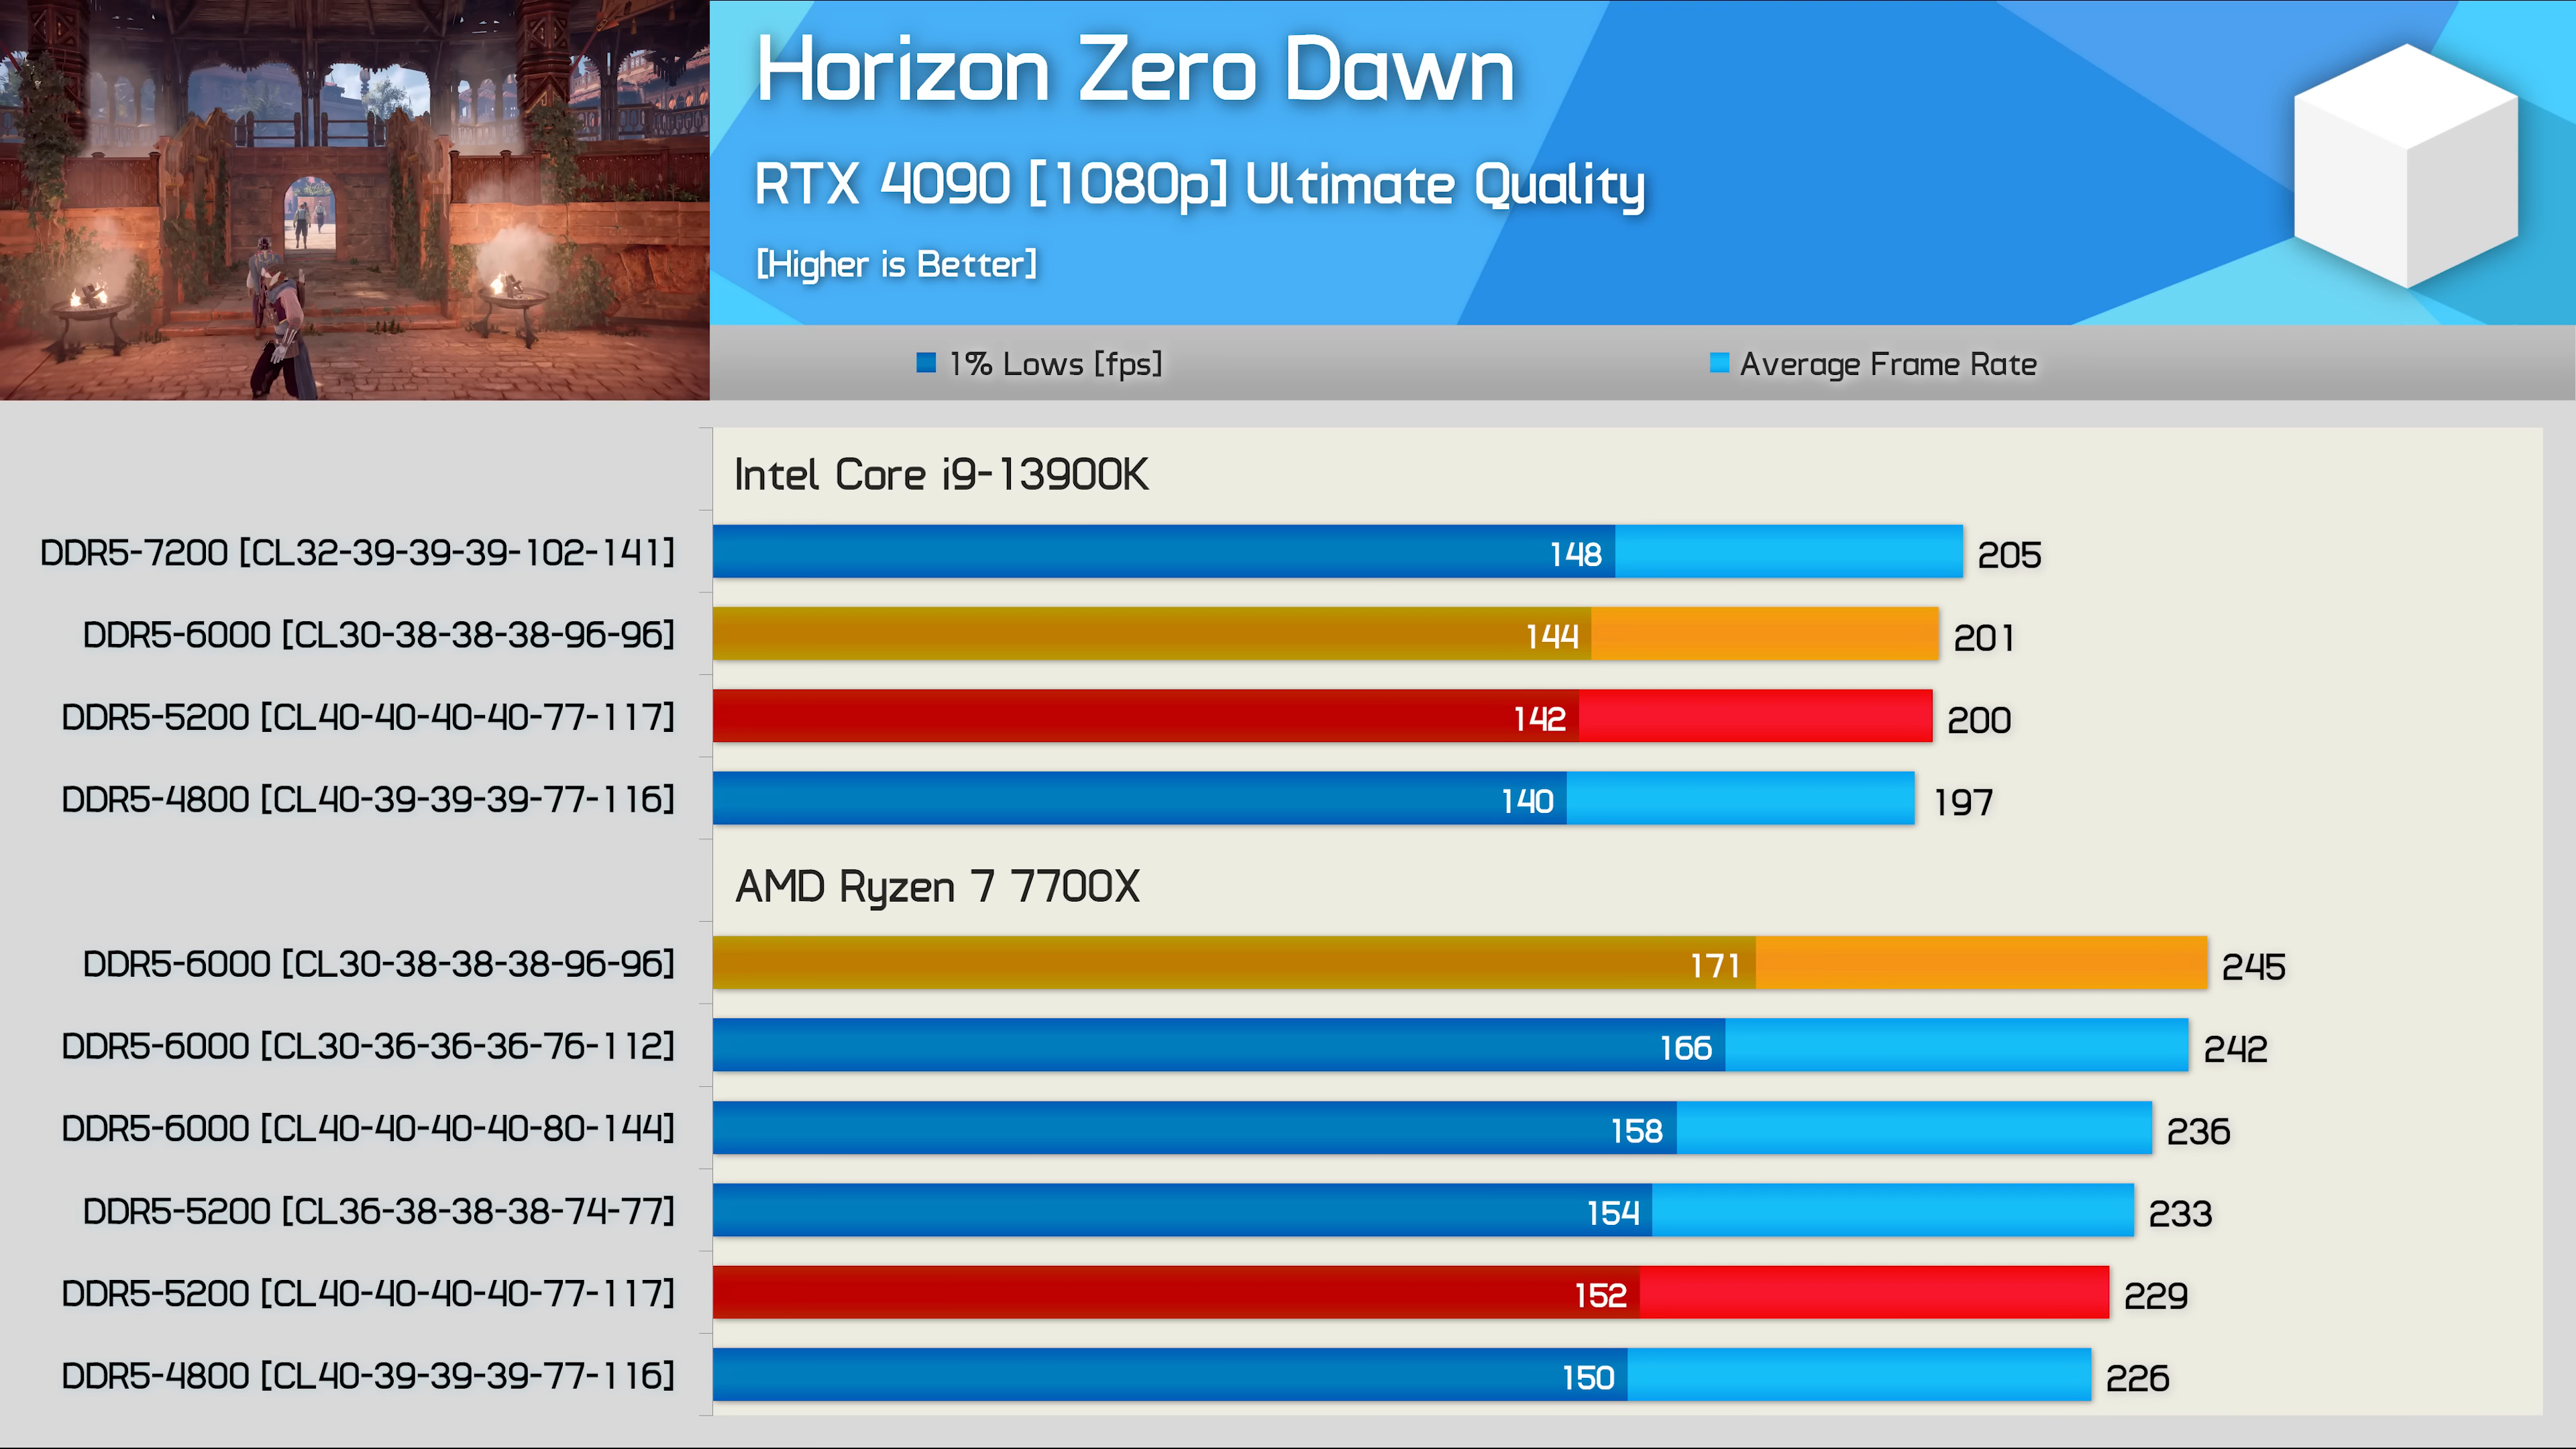 Horizon Zero Dawn
RTX 4090 [1080p] Ultimate Quality
[Higher is Better]
1% Lows [fps] Average Frame Rate
Intel Core i9-13900K
DDR5-7200 [CL32-39-39-39-102-141] 148 205
DDR5-6000 [CL30-38-38-38-96-96] 144 201
DDR5-5200 [CL40-40-40-40-77-117] 142 200
DDR5-4800 [CL40-39-39-39-77-116] 140 197
AMD Ryzen 7 7700X
DDR5-6000 [CL30-38-38-38-96-96] 171 245
DDR5-6000 [CL30-36-36-36-76-112] 166 242
DDR5-6000 [CL40-40-40-40-80-144] 158 236
DDR5-5200 [CL36-38-38-38-74-77] 154 233
DDR5-5200 [CL40-40-40-40-77-117] 152 229
DDR5-4800 [CL40-39-39-39-77-116] 150 226